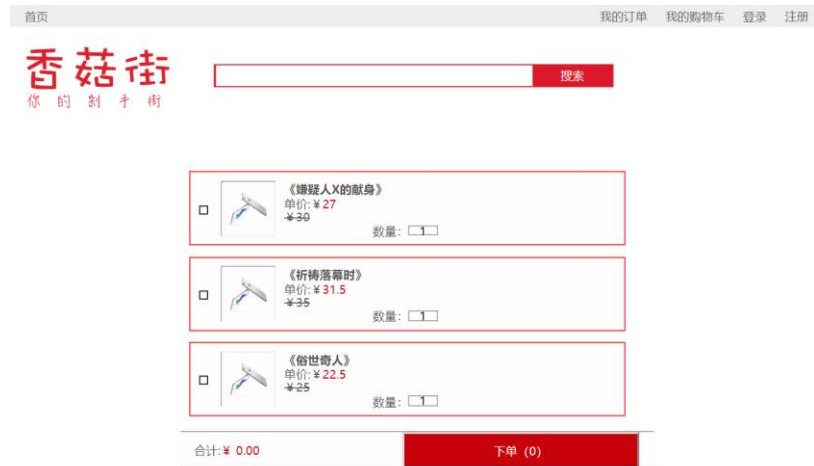 首页 我的订单 我的购物车 登录 注册
香菇街
你的剁手街
搜索
《嫌疑人X的献身》
单价:¥27
¥30
数量: 1
《祈祷落幕时》
单价:¥31.5
¥35
数量: 1
《俗世奇人》
单价:¥22.5
¥25
数量: 1
合计:¥ 0.00 下单 (0)